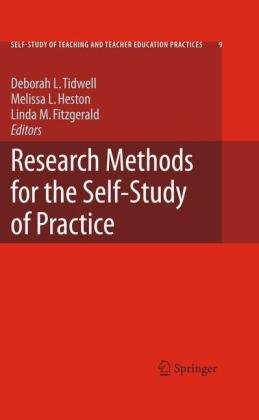 SELF-STUDY OF TEACHING AND TEACHER EDUCATION PRACTICES 9
Deborah L. Tidwell
Melissa L. Heston
Linda M. Fitzgerald
Editors
Research Methods
for the Self-Study
of Practice
Springer